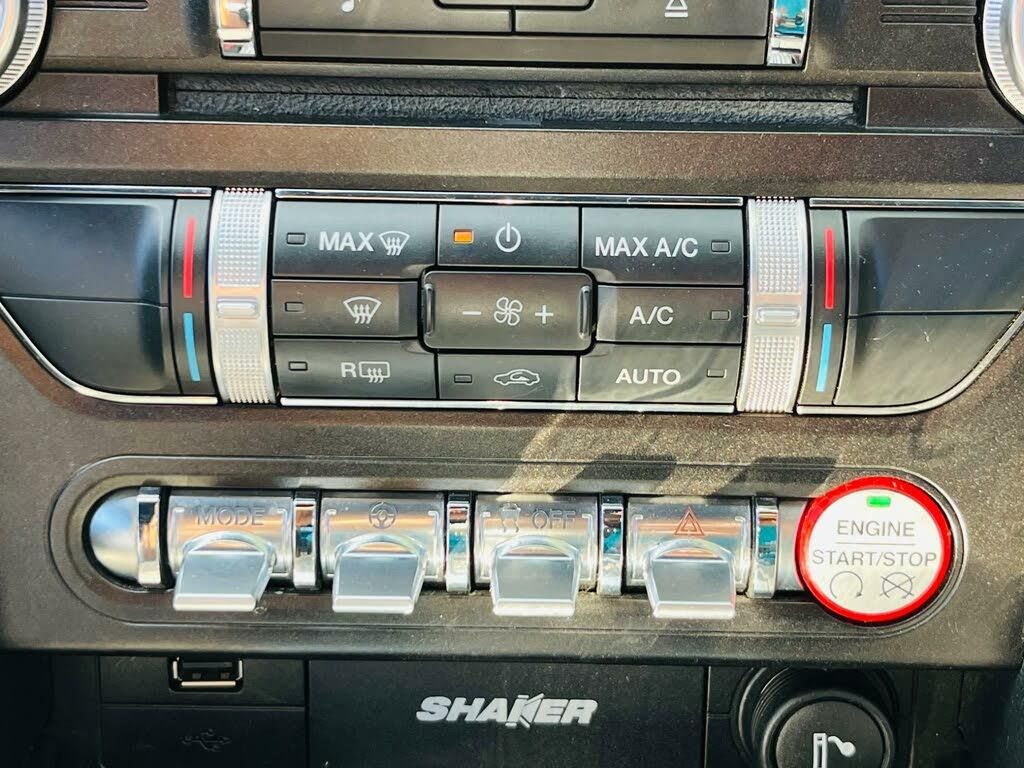 MAX
MAX A/C
- +
A/C
R
AUTO
MODE
OFF
ENGINE
START/STOP
SHAKER